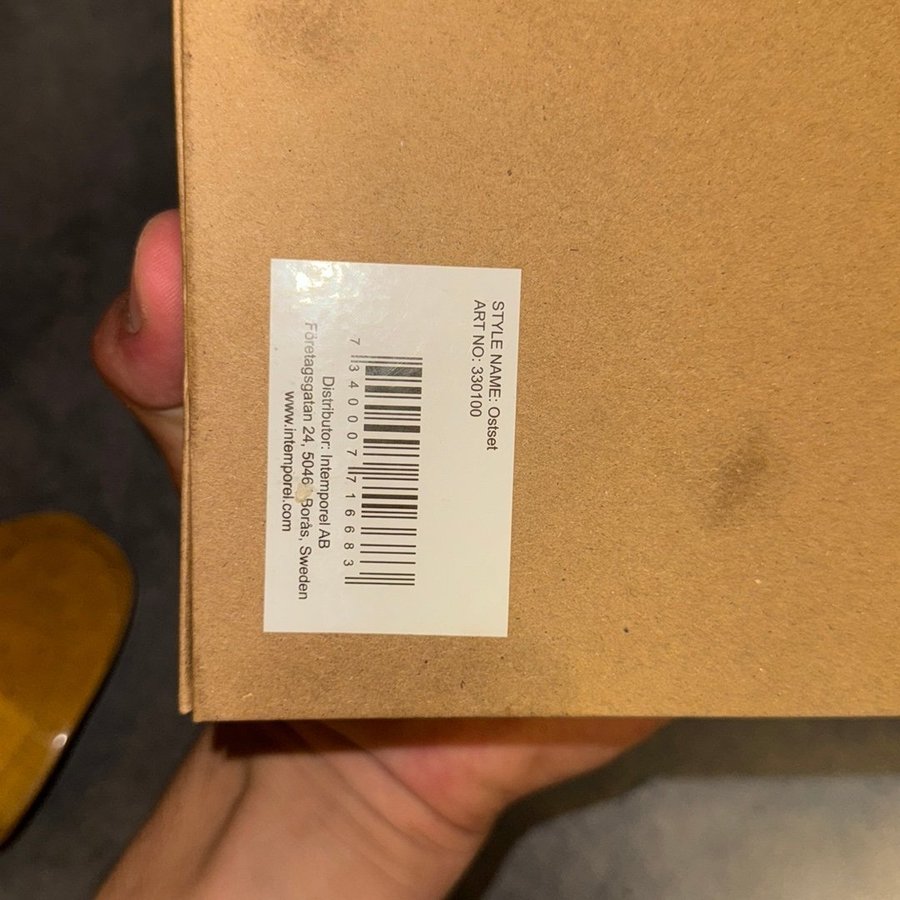 STYLE NAME: Ostset
ART NO: 330100
7 340007 716683
Distributor: Intemporel AB
Företagsgatan 24, 5046 Borås, Sweden
www.intemporel.com